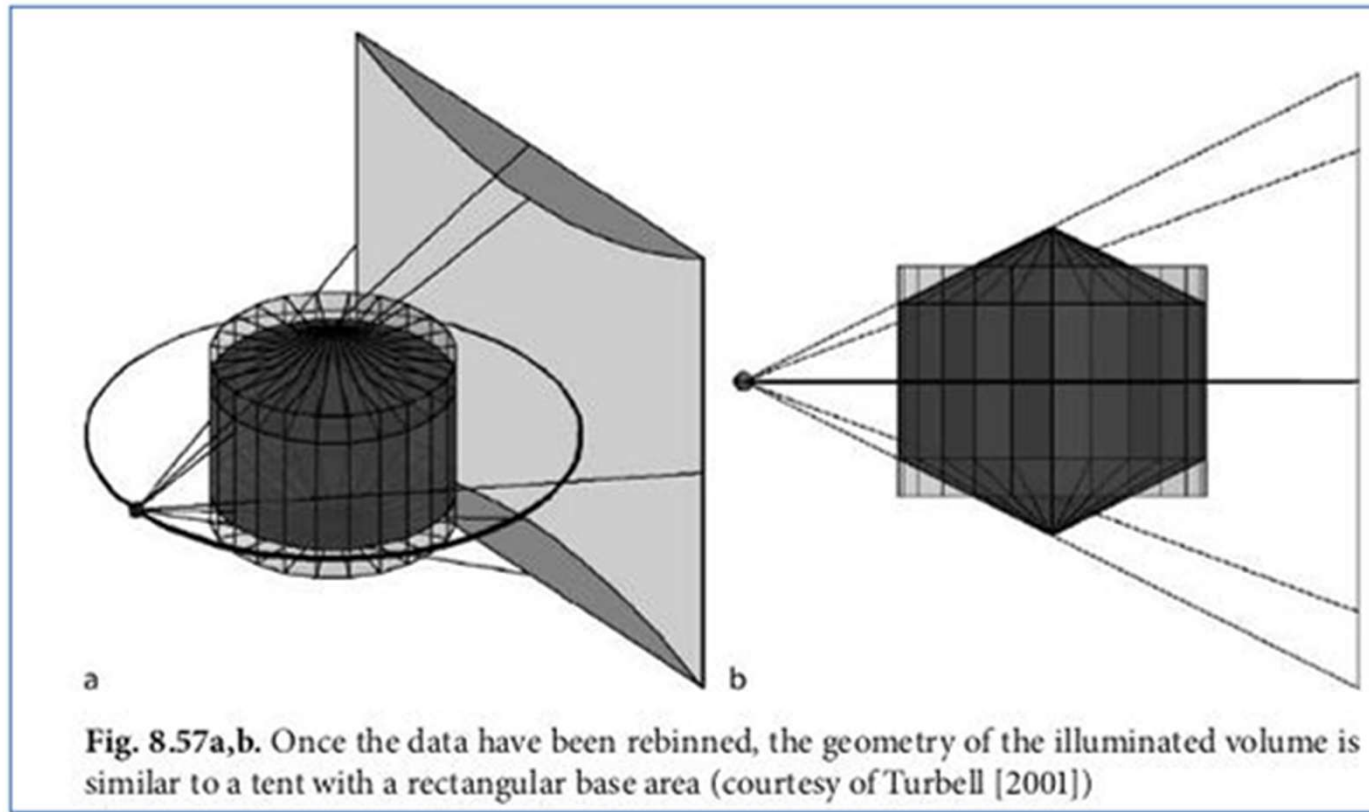 a b
Fig. 8.57a,b. Once the data have been rebinned, the geometry of the illuminated volume is
similar to a tent with a rectangular base area (courtesy of Turbell [2001])